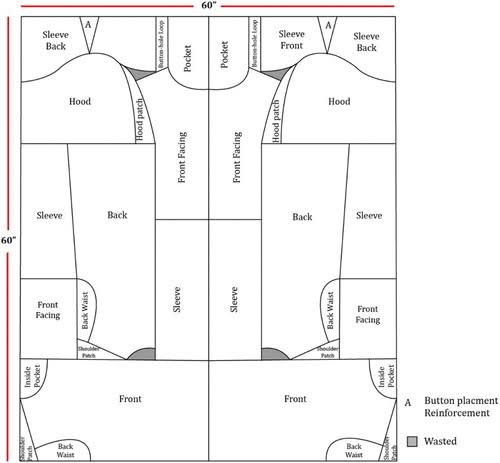 60"
A
A
Sleeve
Back
Button-hole Loop
Pocket
Pocket
Button-hole Loop
Sleeve
Front
Sleeve
Back
Hood
Hood patch
Front Facing
Front Facing
Hood patch
Hood
60"
Sleeve
Back
Back
Sleeve
Front
Facing
Back Waist
Sleeve
Sleeve
Back Waist
Front
Facing
Shoulder
Patch
Shoulder
Patch
Inside
Pocket
Front
Front
Inside
Pocket
A
Button placment
Reinforcement
Shoulder
Patch
Back
Waist
Back
Waist
Shoulder
Patch
Wasted